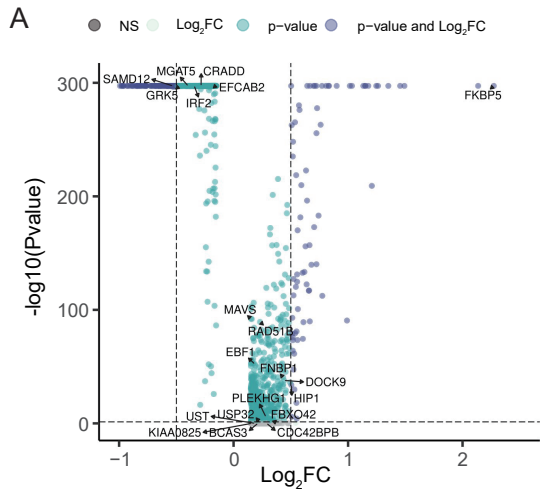 A
NS Log₂FC p−value p−value and Log₂FC
MGAT5 CRADD
SAMD12
EFCAB2
GRK5
IRF2
FKBP5
300
200
100
0
-log10(Pvalue)
MAVS
RAD51B
EBF1
FNBP1
DOCK9
PLEKHG1 HIP1
UST USP32 FBXO42
KIAA0825 BCAS3 CDC42BPB
−1 0 1 2
Log₂FC